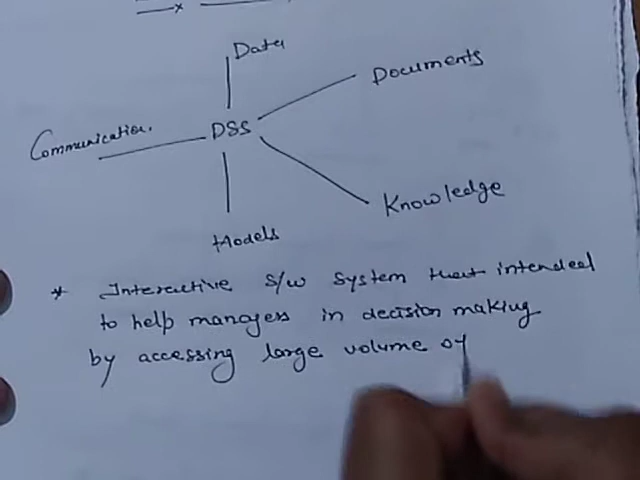 Data
Documents
Communication.
DSS
Knowledge
Models
* Interactive S/W System that intended
to help managers in decision making
by accessing large volume of